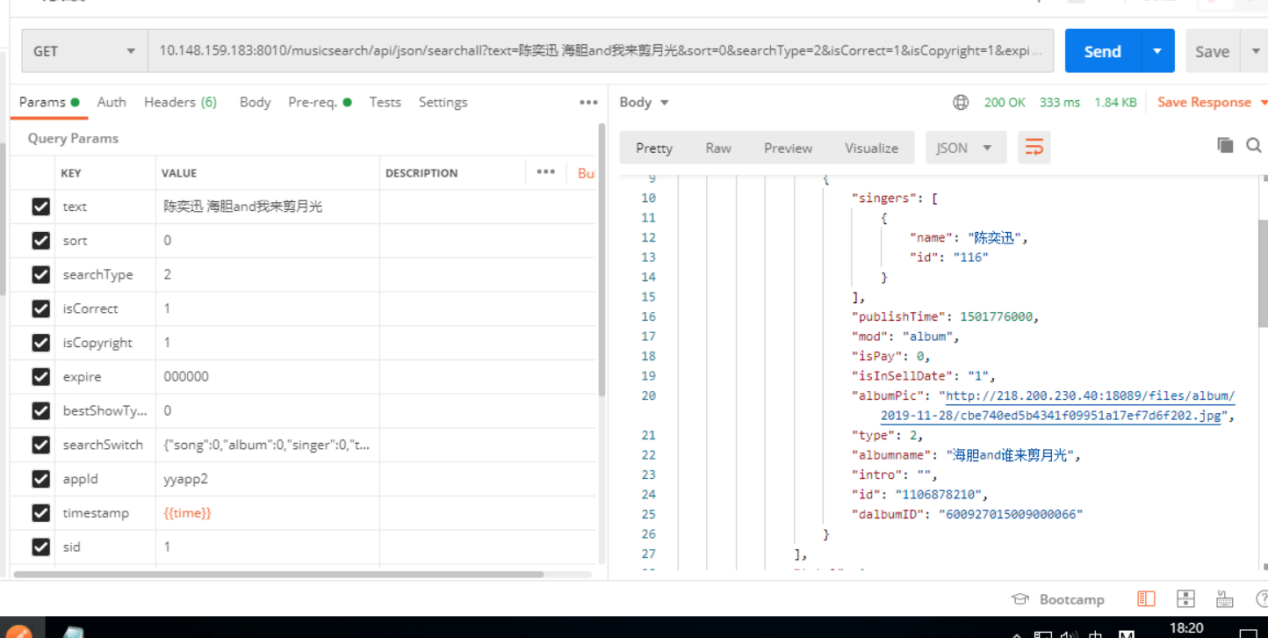 GET
10.148.159.183:8010/musicsearch/api/json/searchall?text=陈奕迅 海胆and我来剪月光&sort=0&searchType=2&isCorrect=1&isCopyright=1&expi...
Send
Save
Params
Auth
Headers (6)
Body
Pre-req.
Tests
Settings
Body
200 OK
333 ms
1.84 KB
Save Response
Query Params
KEY
VALUE
DESCRIPTION
Bu
text
陈奕迅 海胆and我来剪月光
sort
0
searchType
2
isCorrect
1
isCopyright
1
expire
000000
bestShowTy...
0
searchSwitch
{"song":0,"album":0,"singer":0,"t...
appId
yyapp2
timestamp
{{time}}
sid
1
Pretty
Raw
Preview
Visualize
JSON
9 {
10 "singers": [
11 {
12 "name": "陈奕迅",
13 "id": "116"
14 }
15 ],
16 "publishTime": 1501776000,
17 "mod": "album",
18 "isPay": 0,
19 "isInSellDate": "1",
20 "albumPic": "http://218.200.230.40:18089/files/album/
2019-11-28/cbe740ed5b4341f09951a17ef7d6f202.jpg",
21 "type": 2,
22 "albumname": "海胆and谁来剪月光",
23 "intro": "",
24 "id": "1106878210",
25 "dalbumID": "600927015009000066"
26 }
27 ],
Bootcamp
中
M
18:20